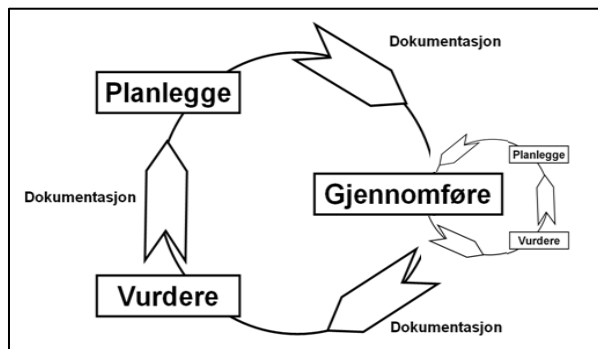 Dokumentasjon
Planlegge
Planlegge
Gjennomføre
Dokumentasjon
Vurdere
Vurdere
Dokumentasjon